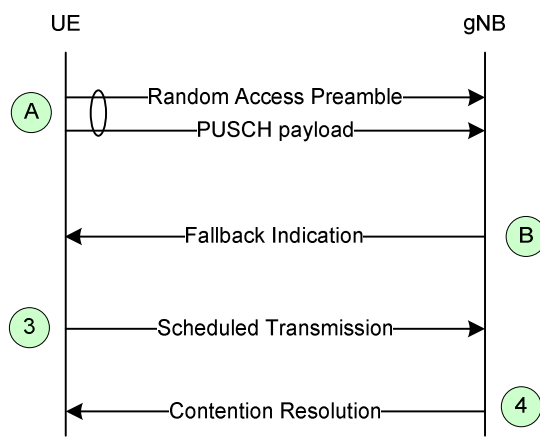 UE gNB
A Random Access Preamble
PUSCH payload
Fallback Indication B
3 Scheduled Transmission
Contention Resolution 4